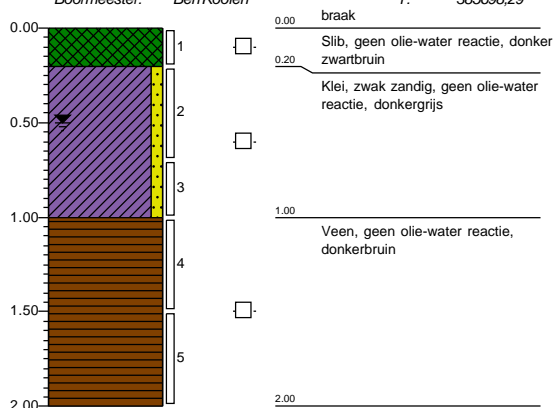 Boormeester: Ben Koolen
Y:
braak
0.00
0.00
Slib, geen olie-water reactie, donker
zwartbruin
0.20
Klei, zwak zandig, geen olie-water
reactie, donkergrijs
1
2
0.50
3
1.00
1.00
Veen, geen olie-water reactie,
donkerbruin
4
1.50
5
2.00
2.00